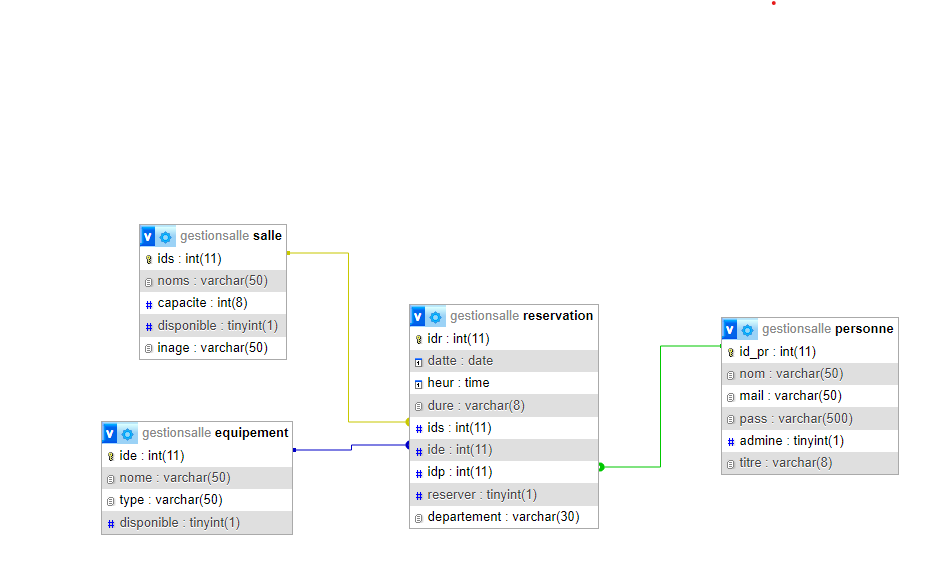 v gestionsalle salle
ids : int(11)
noms : varchar(50)
# capacite : int(8)
# disponible : tinyint(1)
inage : varchar(50)
v gestionsalle equipement
ide : int(11)
nome : varchar(50)
type : varchar(50)
# disponible : tinyint(1)
v gestionsalle reservation
idr : int(11)
datte : date
heur : time
dure : varchar(8)
# ids : int(11)
# ide : int(11)
# idp : int(11)
# reserver : tinyint(1)
departement : varchar(30)
v gestionsalle personne
id_pr : int(11)
nom : varchar(50)
mail : varchar(50)
pass : varchar(500)
# admine : tinyint(1)
titre : varchar(8)